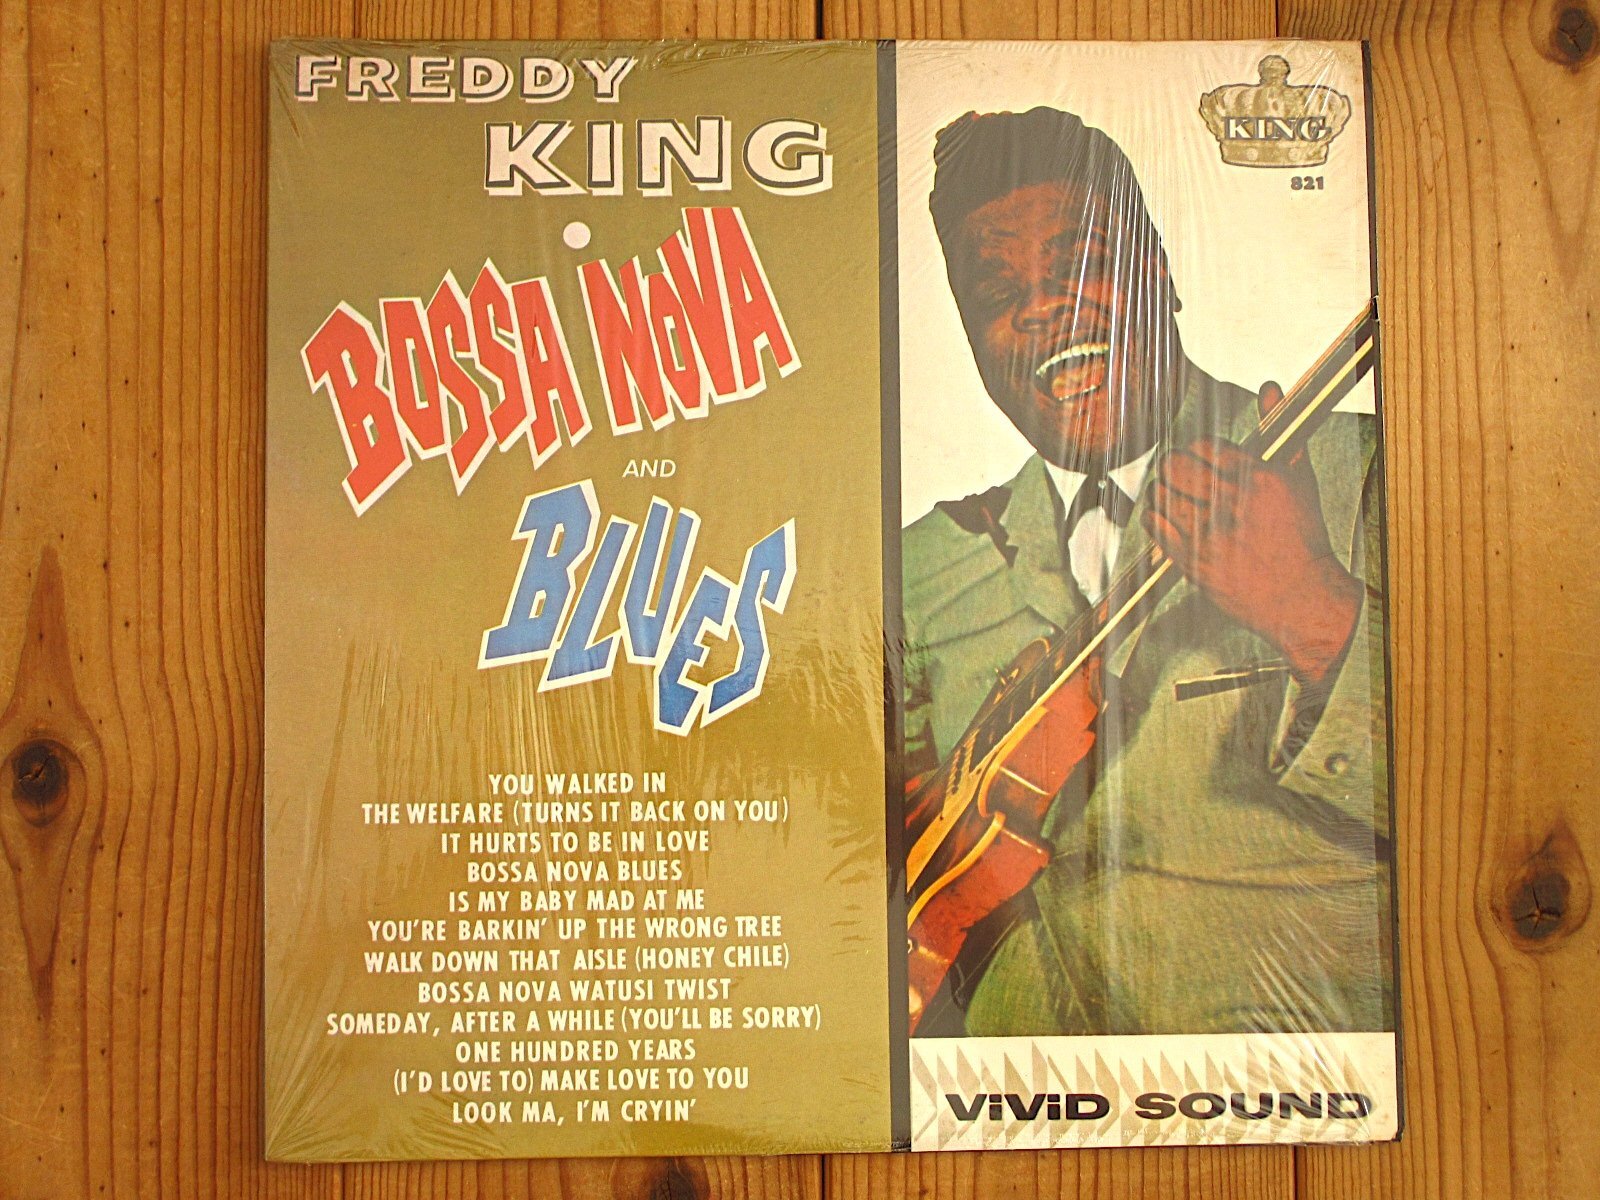 FREDDY
KING
KING
821
BOSSA NOVA
AND
BLUES
YOU WALKED IN
THE WELFARE (TURNS IT BACK ON YOU)
IT HURTS TO BE IN LOVE
BOSSA NOVA BLUES
IS MY BABY MAD AT ME
YOU'RE BARKIN' UP THE WRONG TREE
WALK DOWN THAT AISLE (HONEY CHILE)
BOSSA NOVA WATUSI TWIST
SOMEDAY, AFTER A WHILE (YOU'LL BE SORRY)
ONE HUNDRED YEARS
(I'D LOVE TO) MAKE LOVE TO YOU
LOOK MA, I'M CRYIN'
ViViD SOUND